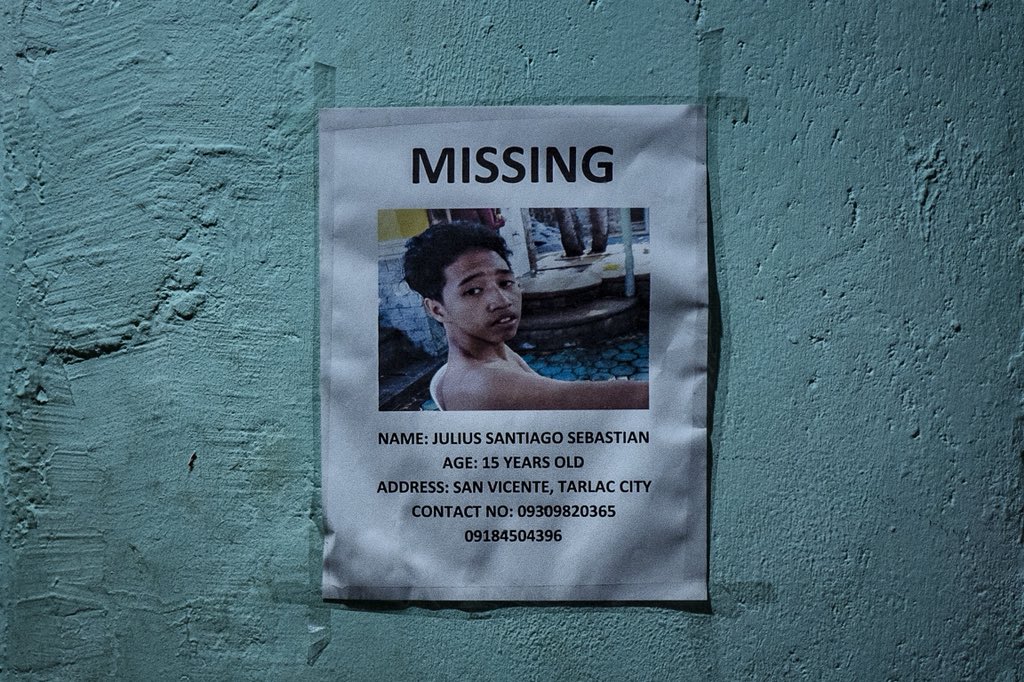 MISSING
NAME: JULIUS SANTIAGO SEBASTIAN
AGE: 15 YEARS OLD
ADDRESS: SAN VICENTE, TARLAC CITY
CONTACT NO: 09309820365
09184504396